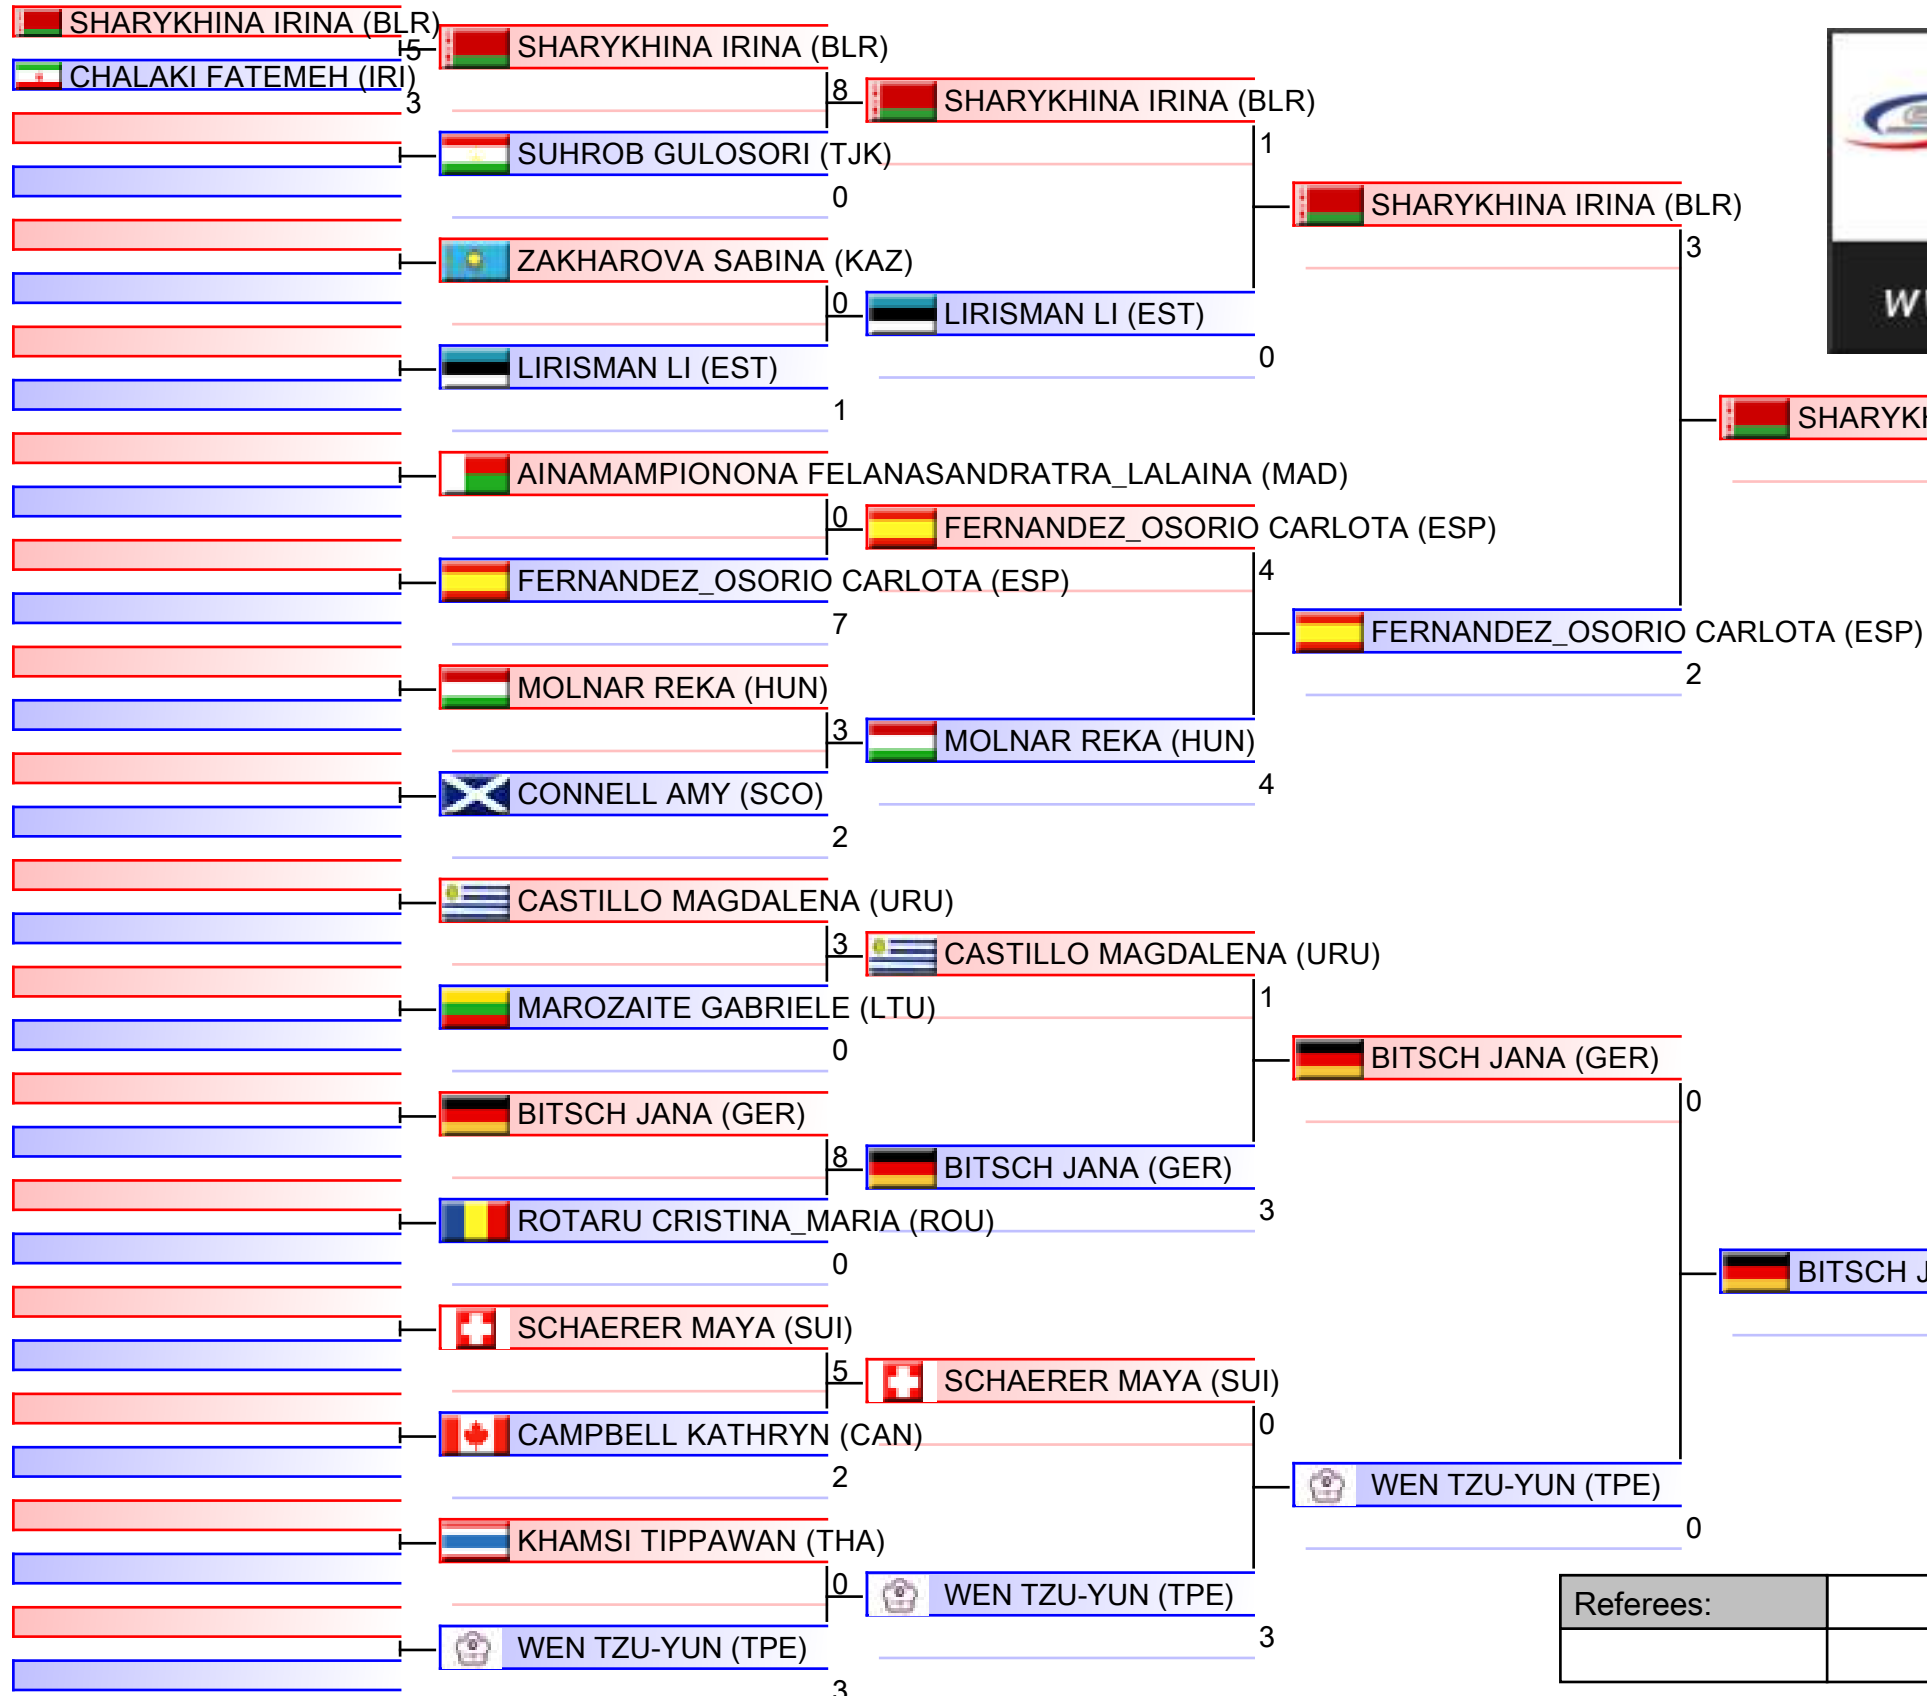 SHARYKHINA IRINA (BLR)
5
CHALAKI FATEMEH (IRI)
3
SHARYKHINA IRINA (BLR)
8
SUHROB GULOSORI (TJK)
0
ZAKHAROVA SABINA (KAZ)
0
LIRISMAN LI (EST)
1
AINAMAMPIONONA FELANASANDRATRA_LALAINA (MAD)
0
FERNANDEZ_OSORIO CARLOTA (ESP)
7
MOLNAR REKA (HUN)
3
CONNELL AMY (SCO)
2
CASTILLO MAGDALENA (URU)
3
MAROZAITE GABRIELE (LTU)
0
BITSCH JANA (GER)
8
ROTARU CRISTINA_MARIA (ROU)
0
SCHAERER MAYA (SUI)
5
CAMPBELL KATHRYN (CAN)
2
KHAMSI TIPPAWAN (THA)
0
WEN TZU-YUN (TPE)
3
SHARYKHINA IRINA (BLR)
1
LIRISMAN LI (EST)
0
FERNANDEZ_OSORIO CARLOTA (ESP)
4
MOLNAR REKA (HUN)
4
CASTILLO MAGDALENA (URU)
1
BITSCH JANA (GER)
3
SCHAERER MAYA (SUI)
0
WEN TZU-YUN (TPE)
3
SHARYKHINA IRINA (BLR)
3
FERNANDEZ_OSORIO CARLOTA (ESP)
2
BITSCH JANA (GER)
0
WEN TZU-YUN (TPE)
0
BITSCH
Referees: